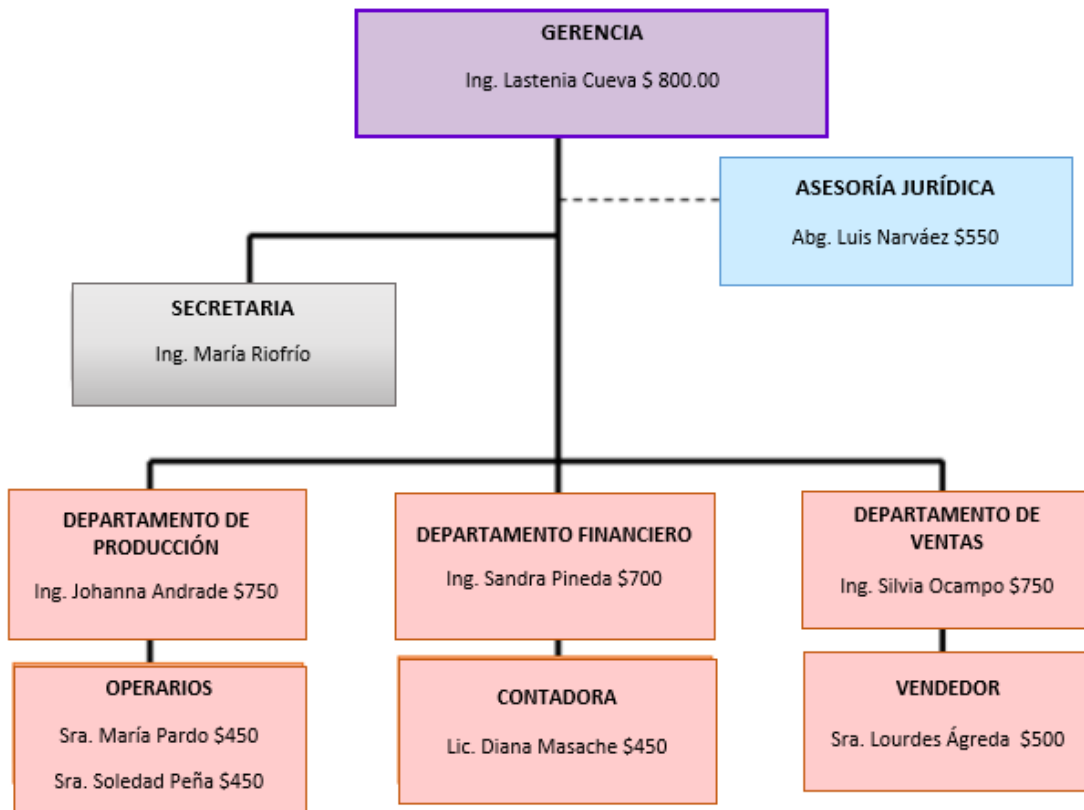 GERENCIA
Ing. Lastenia Cueva $ 800.00
ASESORÍA JURÍDICA
Abg. Luis Narváez $550
SECRETARIA
Ing. María Riofrío
DEPARTAMENTO DE
PRODUCCIÓN
Ing. Johanna Andrade $750
DEPARTAMENTO FINANCIERO
Ing. Sandra Pineda $700
DEPARTAMENTO DE
VENTAS
Ing. Silvia Ocampo $750
OPERARIOS
Sra. María Pardo $450
Sra. Soledad Peña $450
CONTADORA
Lic. Diana Masache $450
VENDEDOR
Sra. Lourdes Ágreda  $500